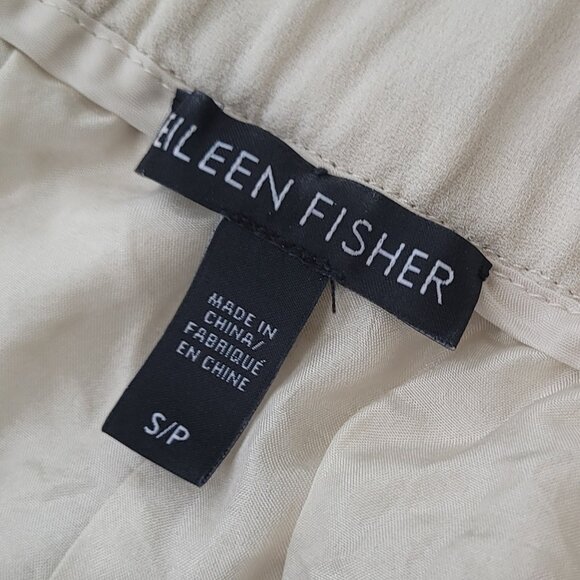 EILEEN FISHER
MADE IN
CHINA/
FABRIQUÉ
EN CHINE
S/P